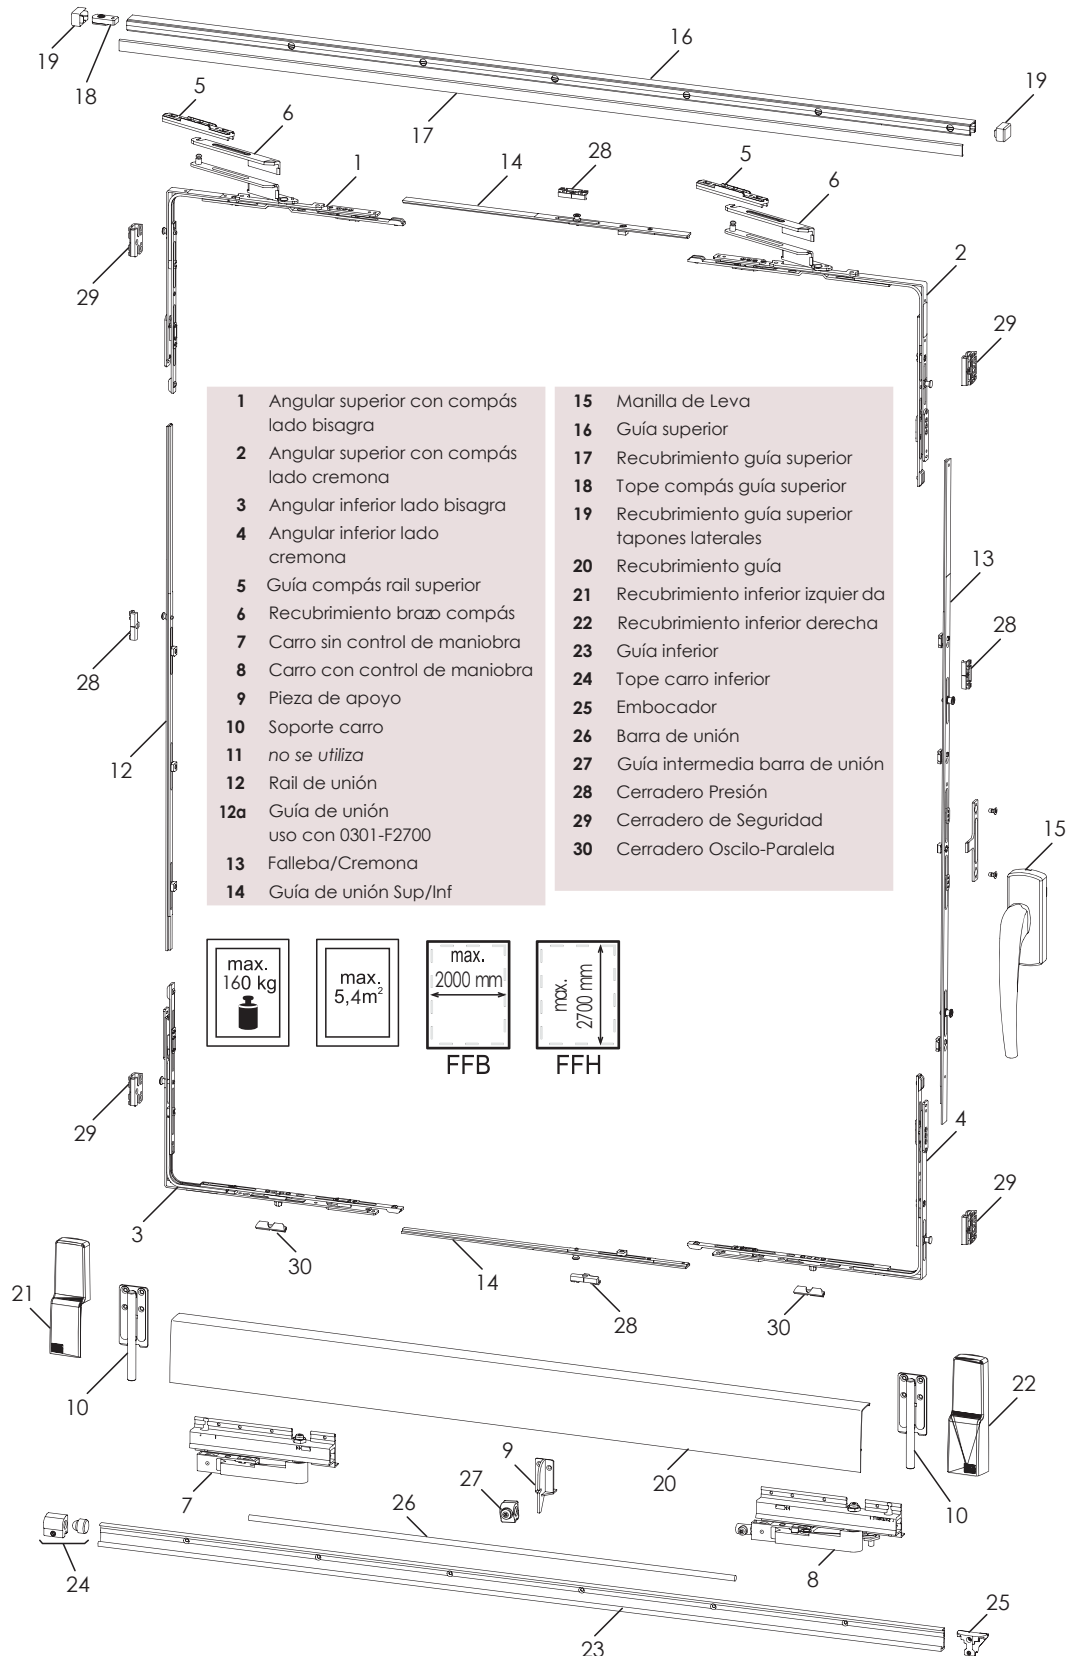 16
19
18
17
19
5
6
1
14
28
5
6
2
29
29
1 Angular superior con compás
lado bisagra
2 Angular superior con compás
lado cremona
3 Angular inferior lado bisagra
4 Angular inferior lado
cremona
5 Guía compás rail superior
6 Recubrimiento brazo compás
7 Carro sin control de maniobra
8 Carro con control de maniobra
9 Pieza de apoyo
10 Soporte carro
11 no se utiliza
12 Rail de unión
12a Guía de unión
uso con 0301-F2700
13 Falleba/Cremona
14 Guía de unión Sup/Inf
15 Manilla de Leva
16 Guía superior
17 Recubrimiento guía superior
18 Tope compás guía superior
19 Recubrimiento guía superior
tapones laterales
20 Recubrimiento guía
21 Recubrimiento inferior izquier da
22 Recubrimiento inferior derecha
23 Guía inferior
24 Tope carro inferior
25 Embocador
26 Barra de unión
27 Guía intermedia barra de unión
28 Cerradero Presión
29 Cerradero de Seguridad
30 Cerradero Oscilo-Paralela
13
28
28
12
15
max.
160 kg
max.
5,4m²
max.
2000 mm
FFB
max.
2700 mm
FFH
29
4
3
30
14
28
30
29
21
10
22
20
10
7
9
27
26
8
24
23
25